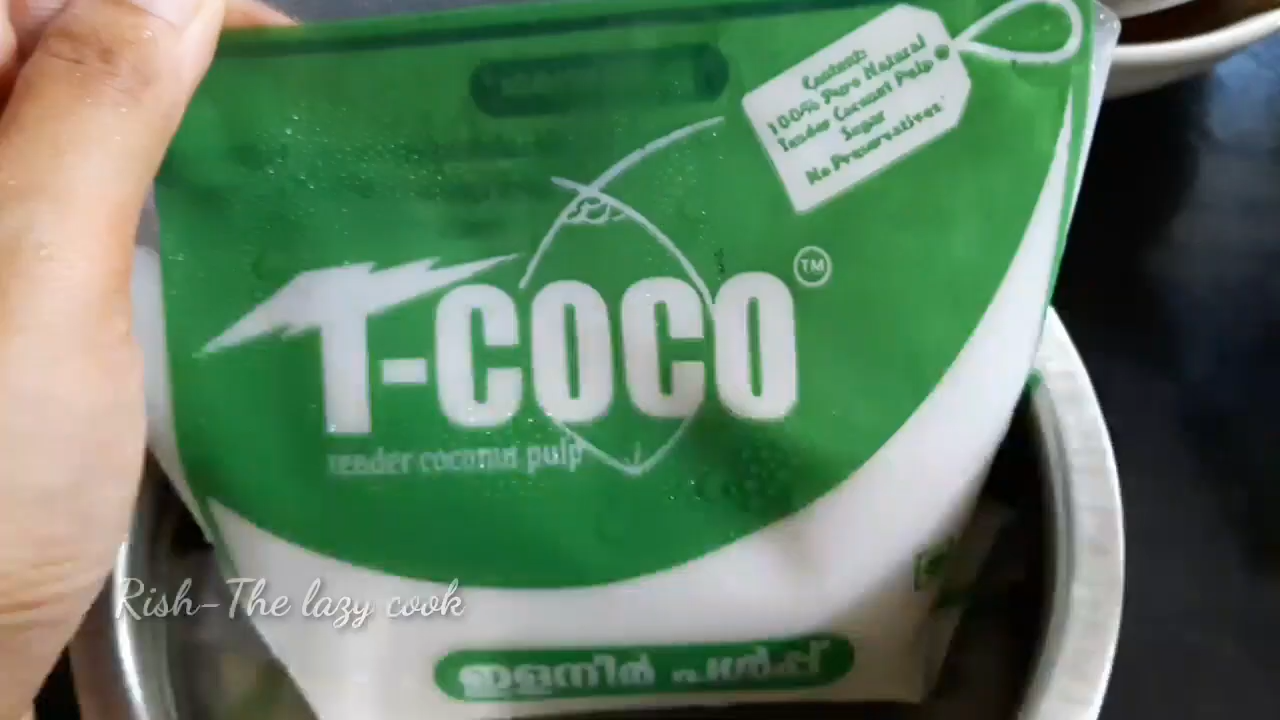 Contents:
100% Pure Natural
Tender Coconut Pulp
Sugar
No Preservatives
T-COCO TM
tender coconut pulp
Rish-The lazy cook
ഇളനീർ പൾപ്പ്